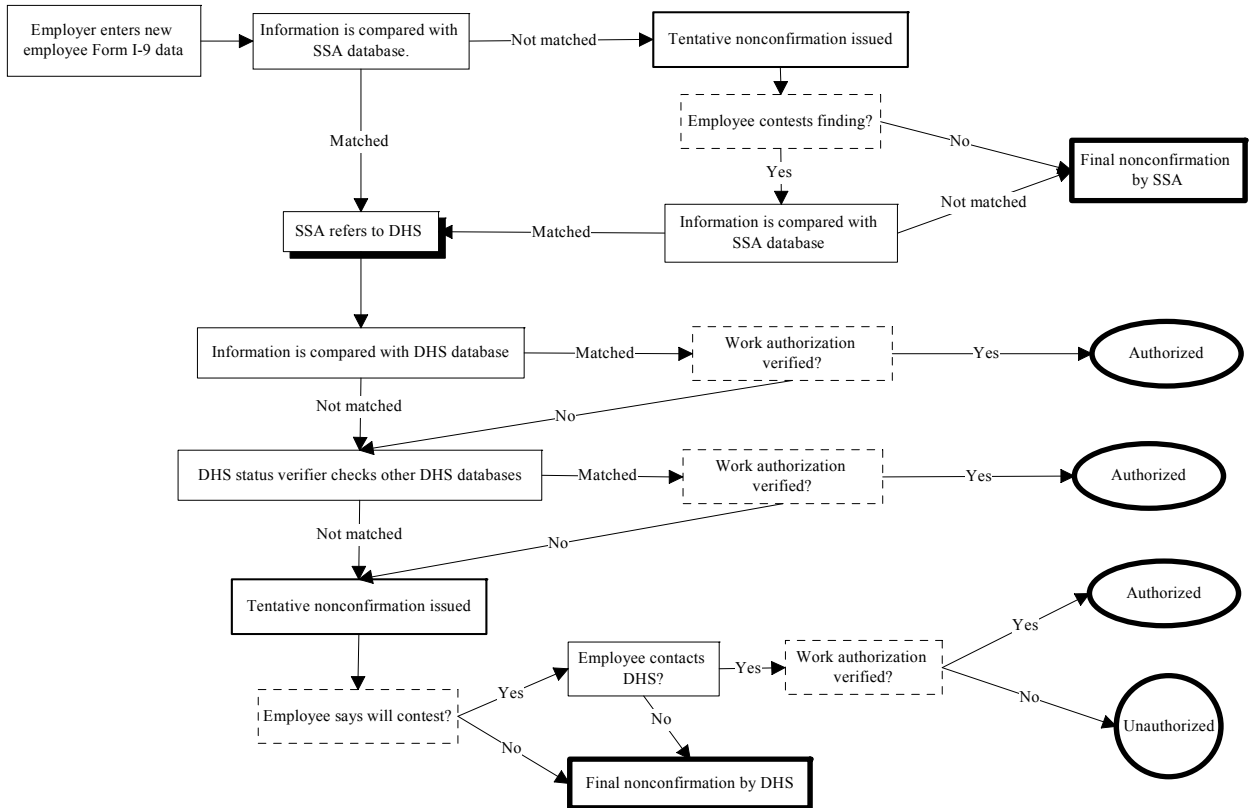 Employer enters new
employee Form I-9 data
Information is compared with
SSA database.
Not matched
Tentative nonconfirmation issued
Matched
Employee contests finding?
No
Yes
Final nonconfirmation
by SSA
Not matched
SSA refers to DHS
Matched
Information is compared with
SSA database
Information is compared with DHS database
Matched
Work authorization
verified?
Yes
Authorized
Not matched
No
DHS status verifier checks other DHS databases
Matched
Work authorization
verified?
Yes
Authorized
Not matched
No
Tentative nonconfirmation issued
Authorized
Employee contacts
DHS?
Yes
Work authorization
verified?
Yes
Employee says will contest?
Yes
No
No
Unauthorized
No
Final nonconfirmation by DHS